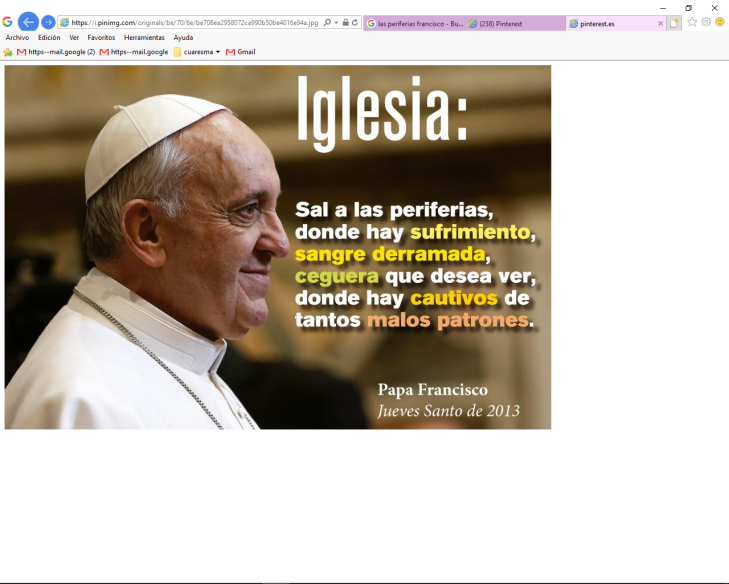 https://i.pinimg.com/originals/be/70/6e/be706ea2958072ca990b50be4016e94a.jpg
las periferias francisco - Bu...
(238) Pinterest
pinterest.es
Archivo Edición Ver Favoritos Herramientas Ayuda
https--mail.google (2) https--mail.google cuaresma Gmail
Iglesia:
Sal a las periferias,
donde hay sufrimiento,
sangre derramada,
ceguera que desea ver,
donde hay cautivos de
tantos malos patrones.
Papa Francisco
Jueves Santo de 2013